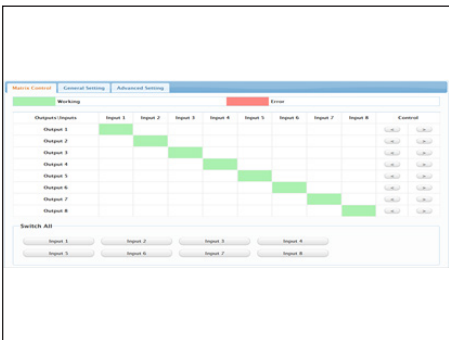 Matrix Control General Setting Advanced Setting
Working Error
Outputs\Inputs Input 1 Input 2 Input 3 Input 4 Input 5 Input 6 Input 7 Input 8 Control
Output 1 < >
Output 2 < >
Output 3 < >
Output 4 < >
Output 5 < >
Output 6 < >
Output 7 < >
Output 8 < >
Switch All
Input 1 Input 2 Input 3 Input 4
Input 5 Input 6 Input 7 Input 8